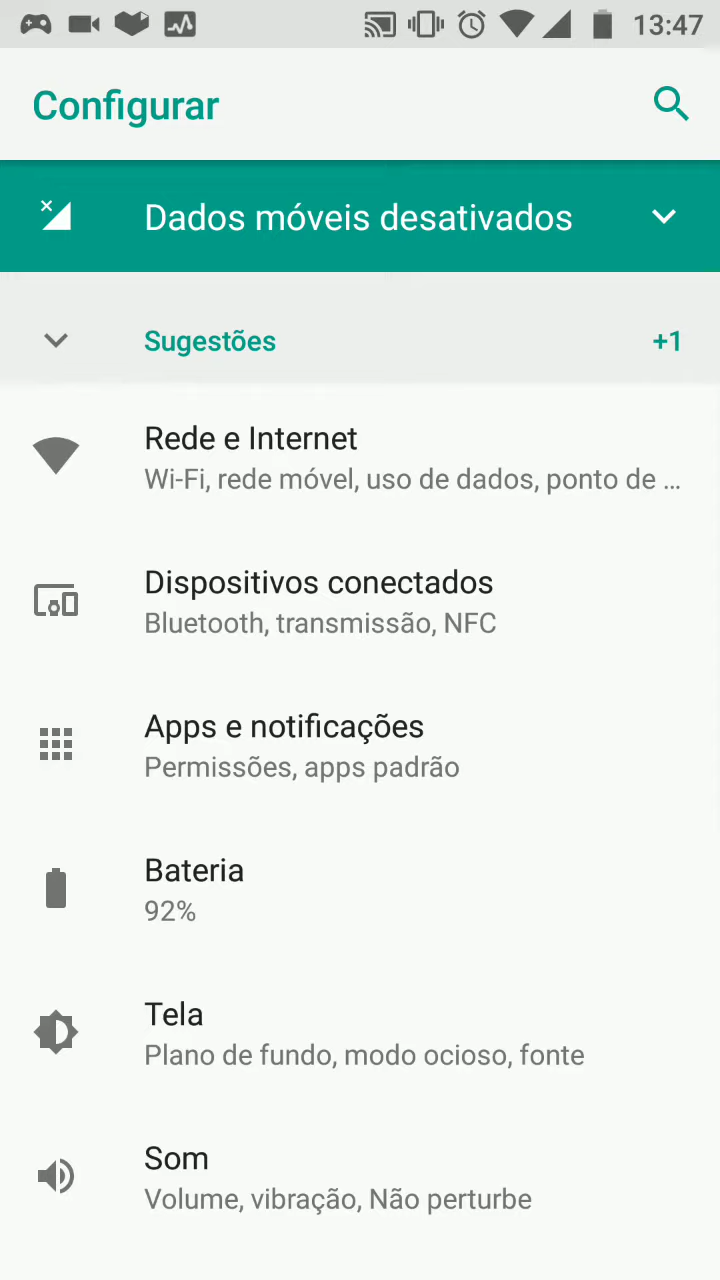 13:47
Configurar
Dados móveis desativados
Sugestões +1
Rede e Internet
Wi-Fi, rede móvel, uso de dados, ponto de ...
Dispositivos conectados
Bluetooth, transmissão, NFC
Apps e notificações
Permissões, apps padrão
Bateria
92%
Tela
Plano de fundo, modo ocioso, fonte
Som
Volume, vibração, Não perturbe